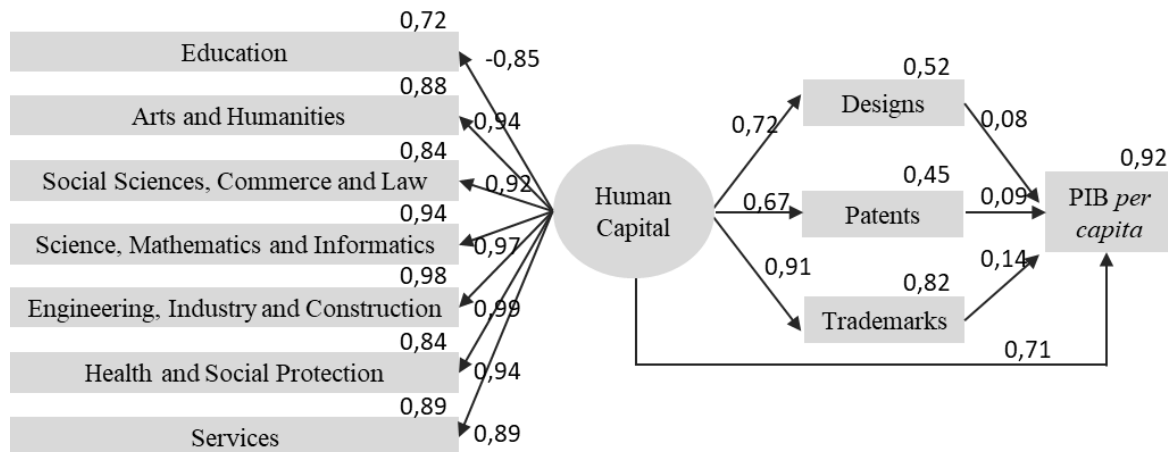 0,72
Education
-0,85
0,88
Arts and Humanities
0,94
0,84
Social Sciences, Commerce and Law
0,92
0,94
Science, Mathematics and Informatics
0,97
0,98
Engineering, Industry and Construction
0,99
0,84
Health and Social Protection
0,94
0,89
Services
0,89
Human
Capital
0,72
0,67
0,91
0,52
Designs
0,45
Patents
0,82
Trademarks
0,08
0,09
0,14
0,71
0,92
PIB per
capita